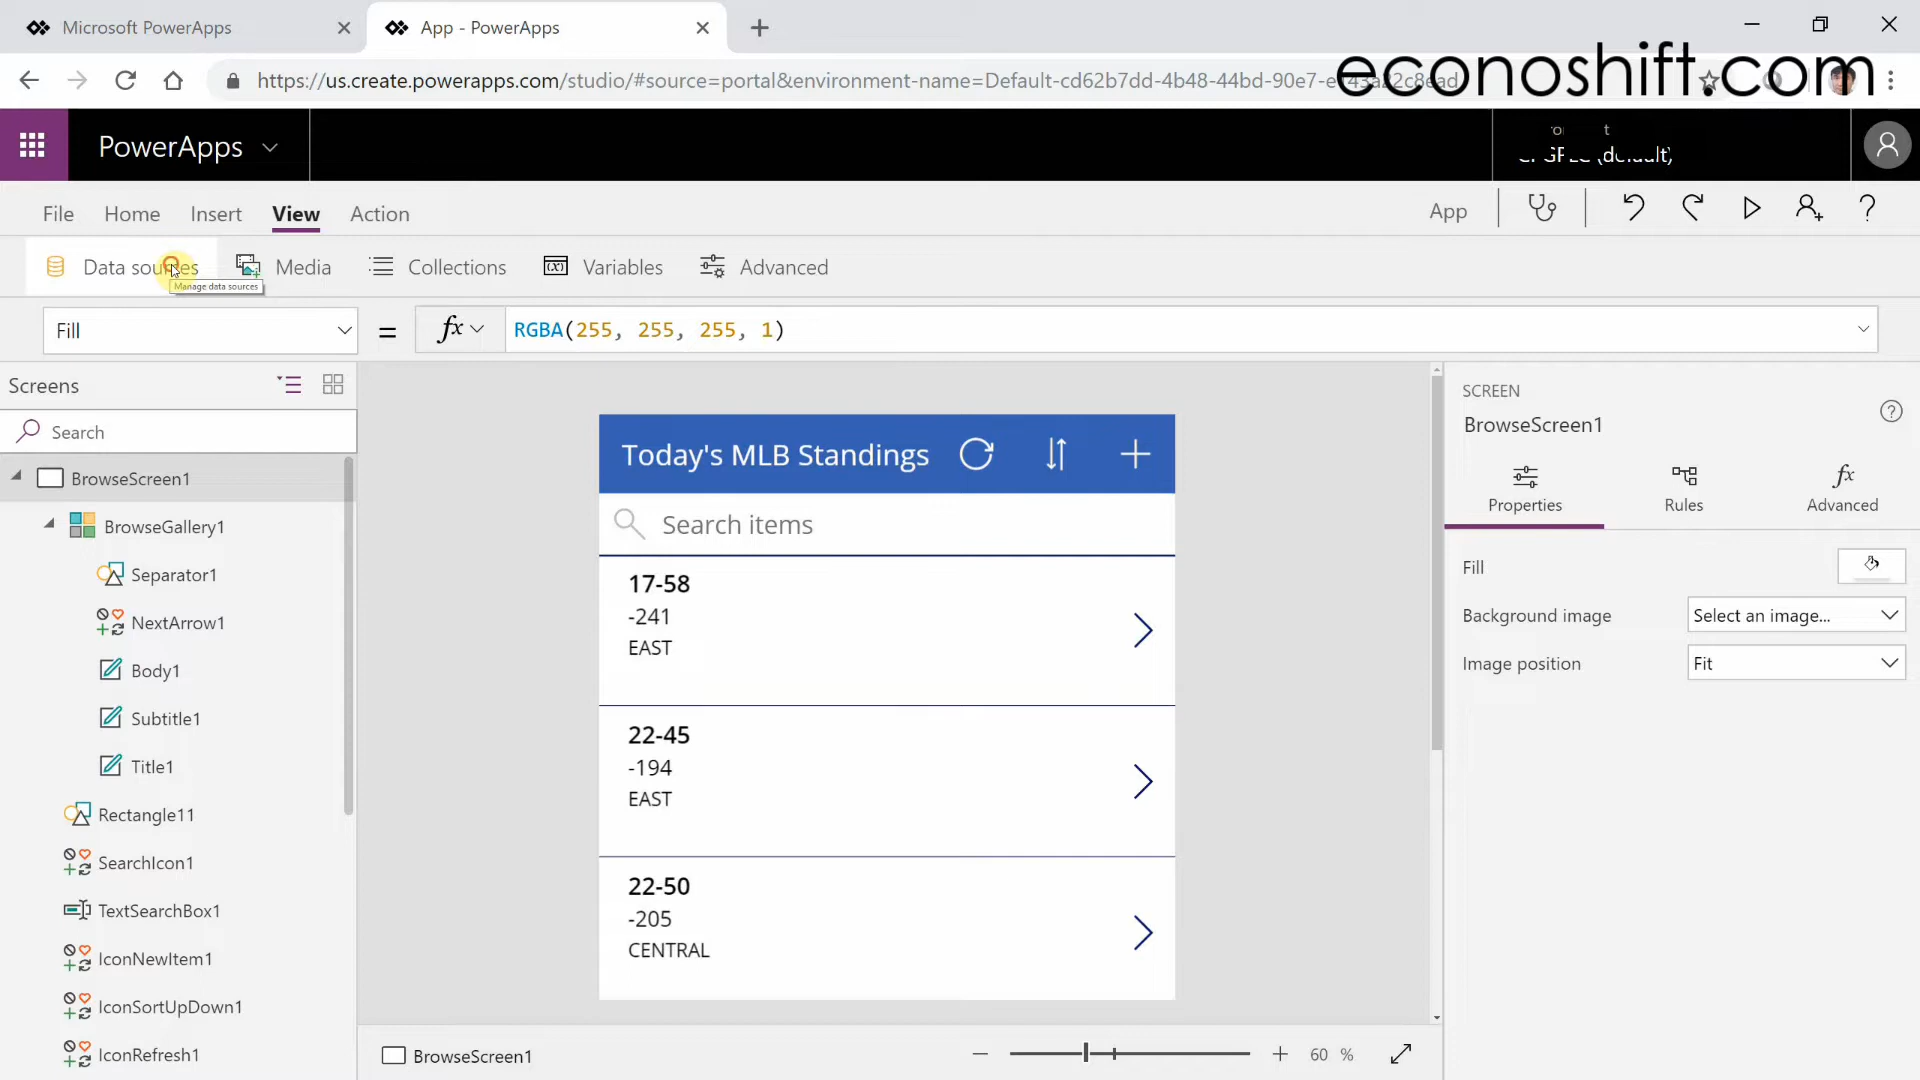 Microsoft PowerApps
App - PowerApps
https://us.create.powerapps.com/studio/#source=portal&environment-name=Default-cd62b7dd-4b48-44bd-90e7-e
econoshift.com
PowerApps
(default)
File Home Insert View Action
App
Data sources Media Collections Variables Advanced
Manage data sources
Fill = fx RGBA(255, 255, 255, 1)
Screens
Search
BrowseScreen1
BrowseGallery1
Separator1
NextArrow1
Body1
Subtitle1
Title1
Rectangle11
SearchIcon1
TextSearchBox1
IconNewItem1
IconSortUpDown1
IconRefresh1
Today's MLB Standings
Search items
17-58
-241
EAST
22-45
-194
EAST
22-50
-205
CENTRAL
BrowseScreen1
60 %
SCREEN
BrowseScreen1
Properties Rules Advanced
Fill
Background image Select an image...
Image position Fit